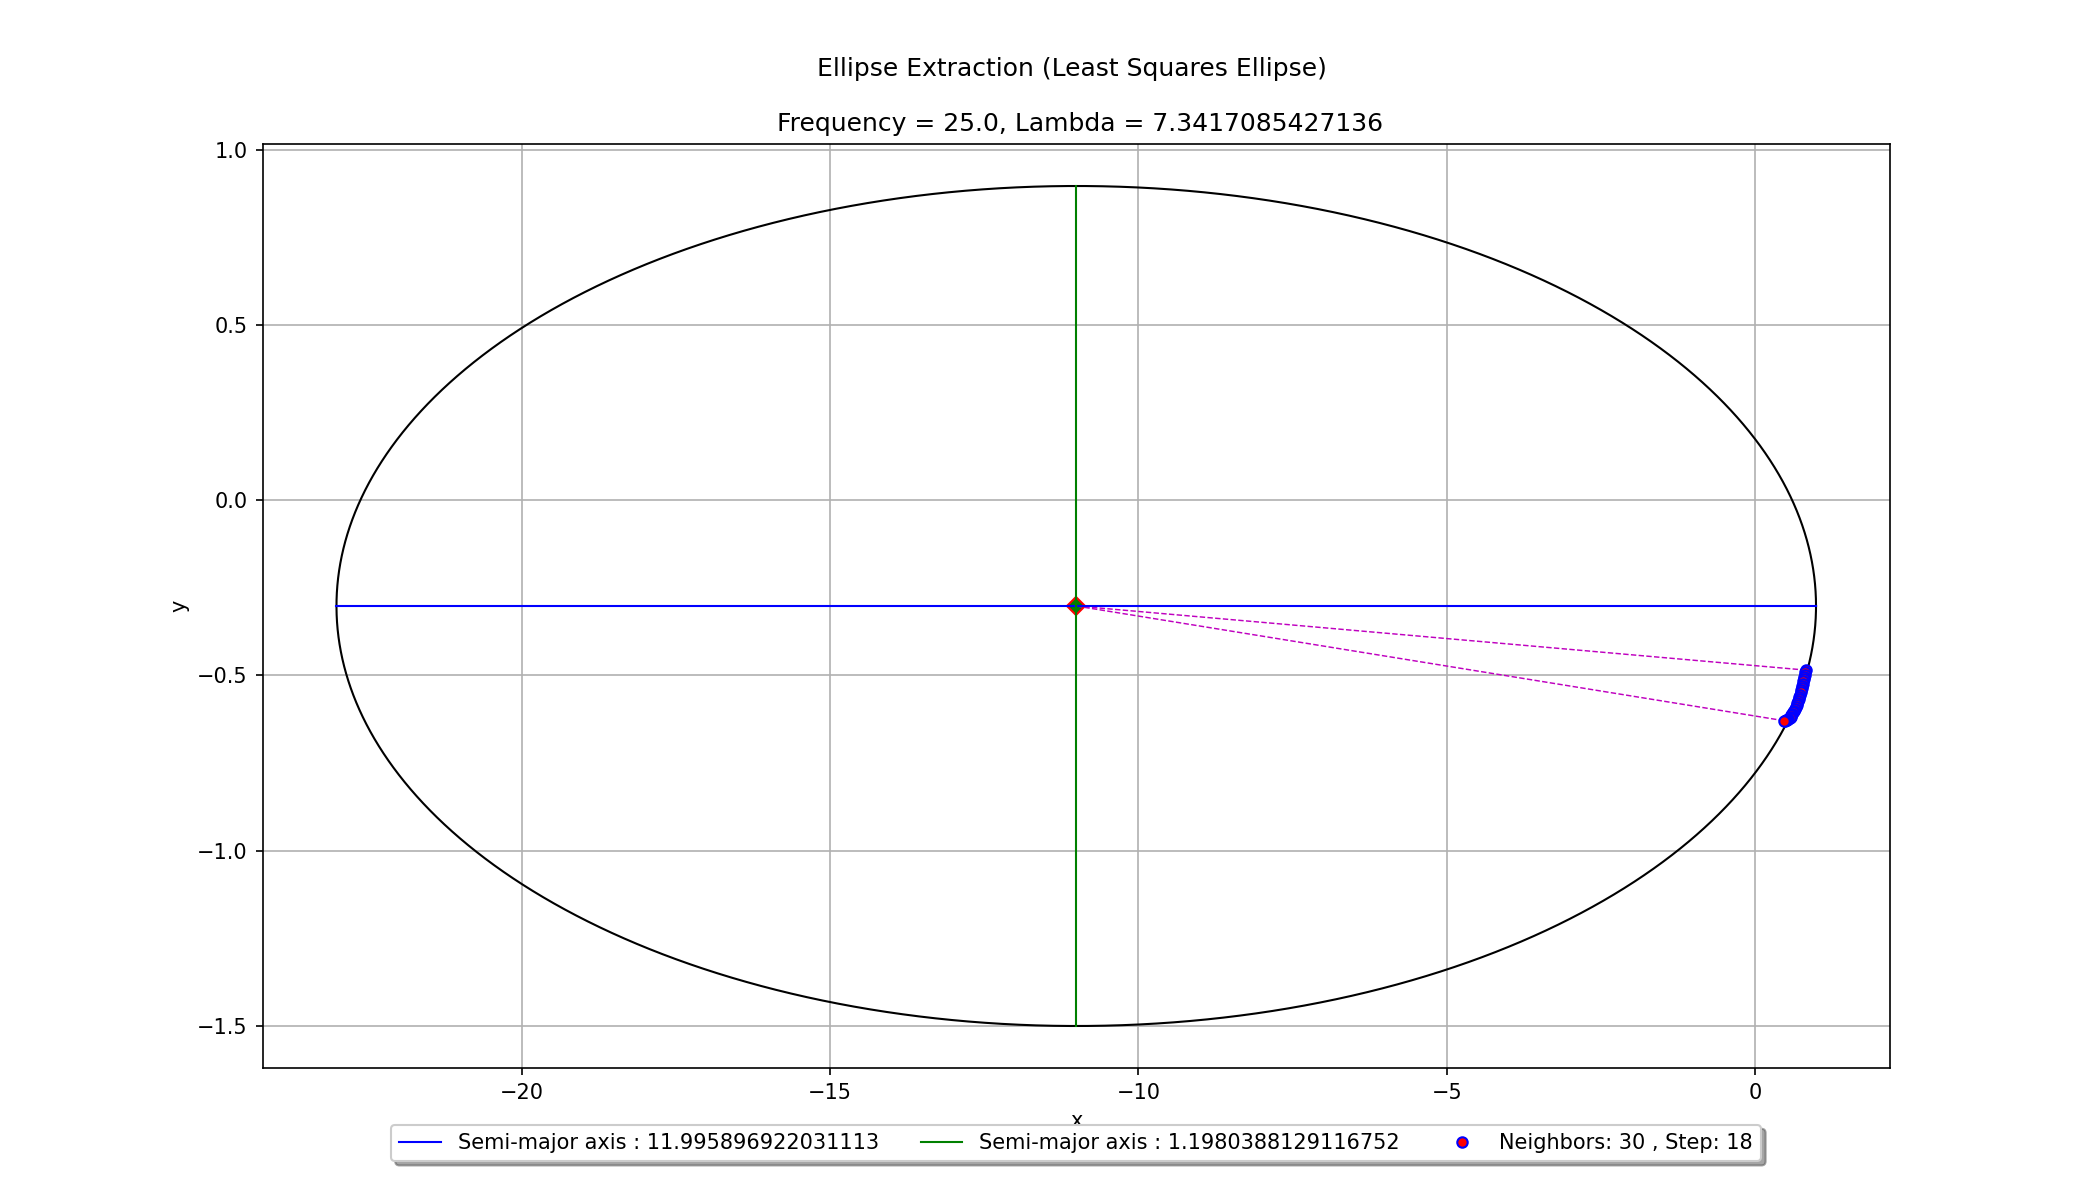 Ellipse Extraction (Least Squares Ellipse)
Frequency = 25.0, Lambda = 7.3417085427136
1.0
0.5
0.0
−0.5
−1.0
−1.5
y
−20 −15 −10 −5 0
x
Semi-major axis : 11.995896922031113 Semi-major axis : 1.1980388129116752 Neighbors: 30 , Step: 18